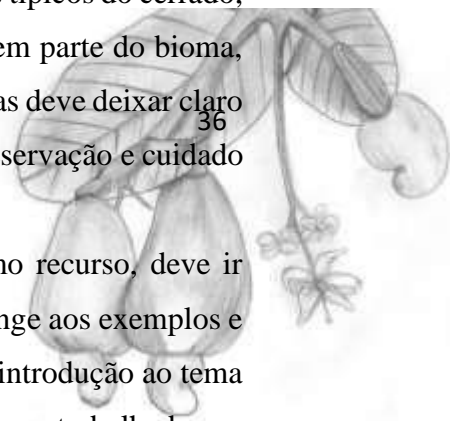 típicos do cerrado,
em parte do bioma,
as deve deixar claro
36
servação e cuidado
no recurso, deve ir
nge aos exemplos e
introdução ao tema